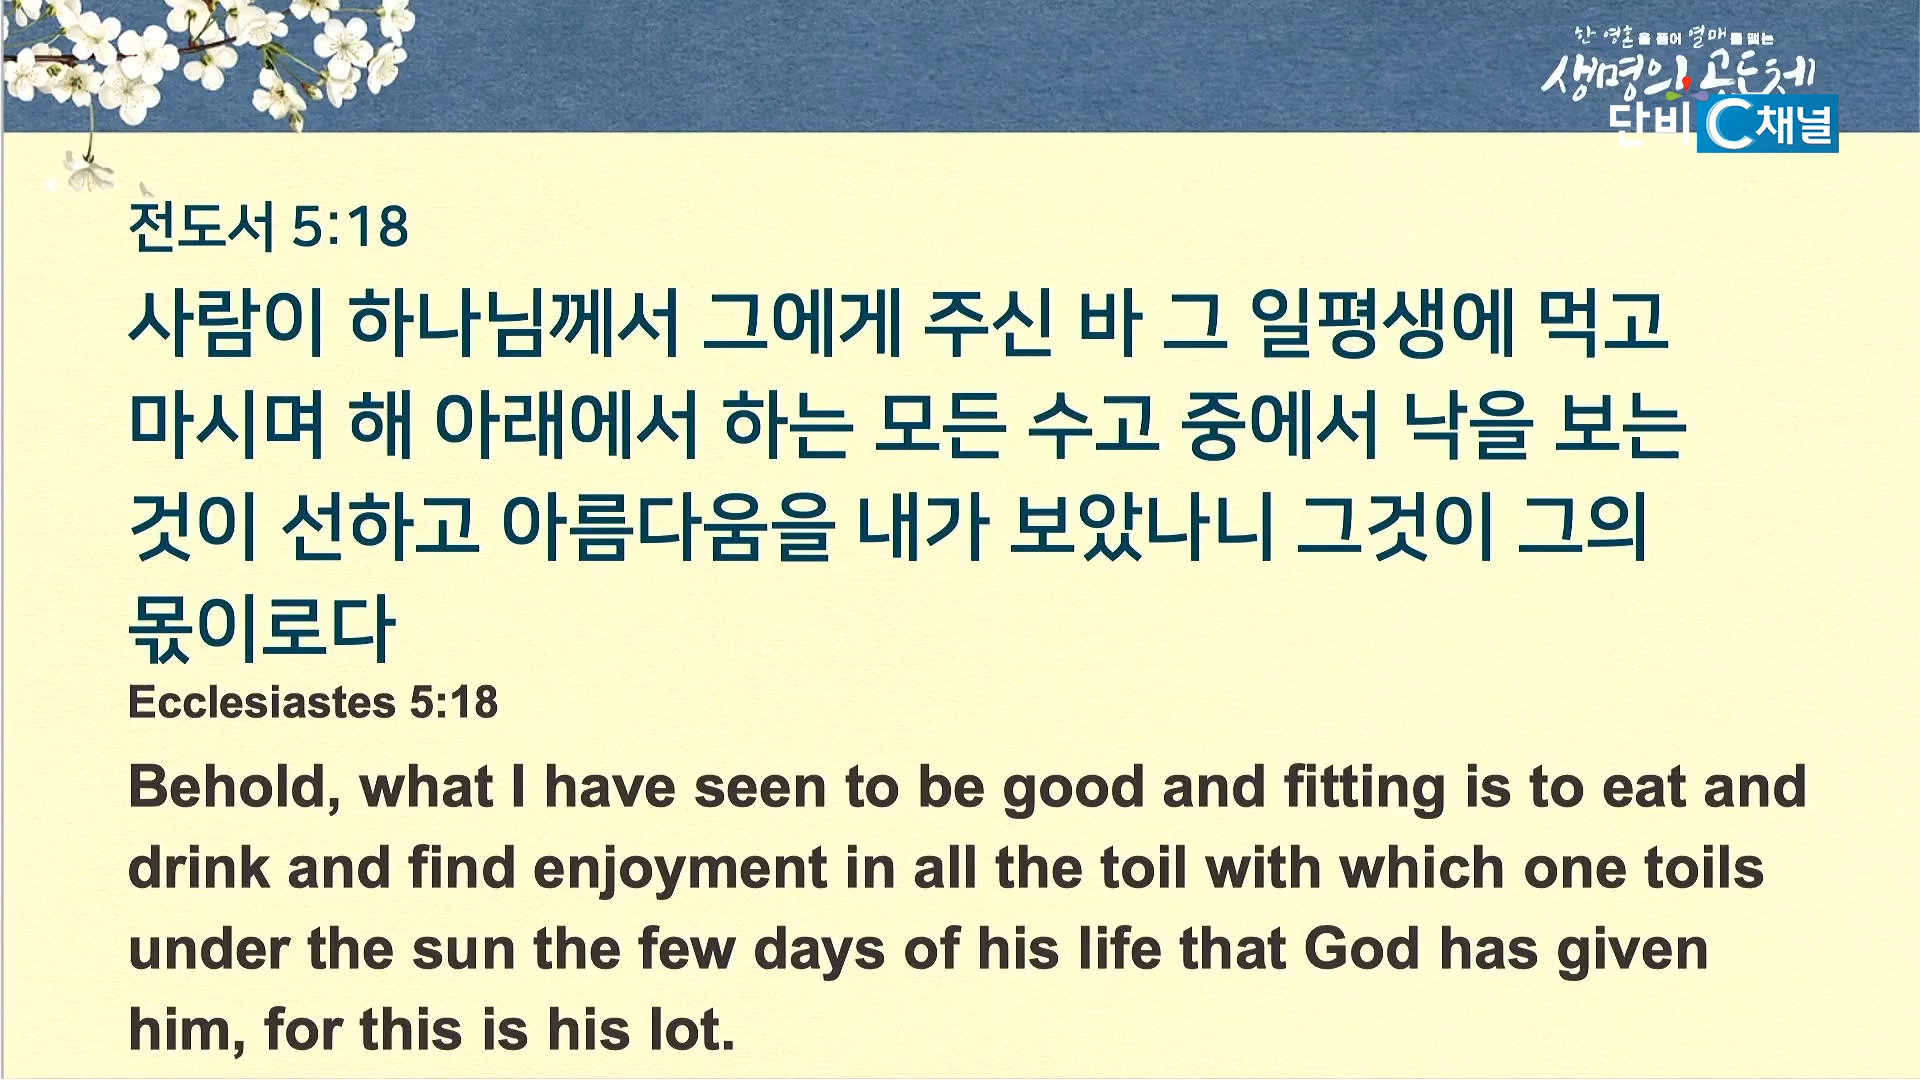 한 영혼을 품어 열매를 맺는
생명의 공동체
단비 C채널
전도서 5:18
사람이 하나님께서 그에게 주신 바 그 일평생에 먹고
마시며 해 아래에서 하는 모든 수고 중에서 낙을 보는
것이 선하고 아름다움을 내가 보았나니 그것이 그의
몫이로다
Ecclesiastes 5:18
Behold, what I have seen to be good and fitting is to eat and
drink and find enjoyment in all the toil with which one toils
under the sun the few days of his life that God has given
him, for this is his lot.